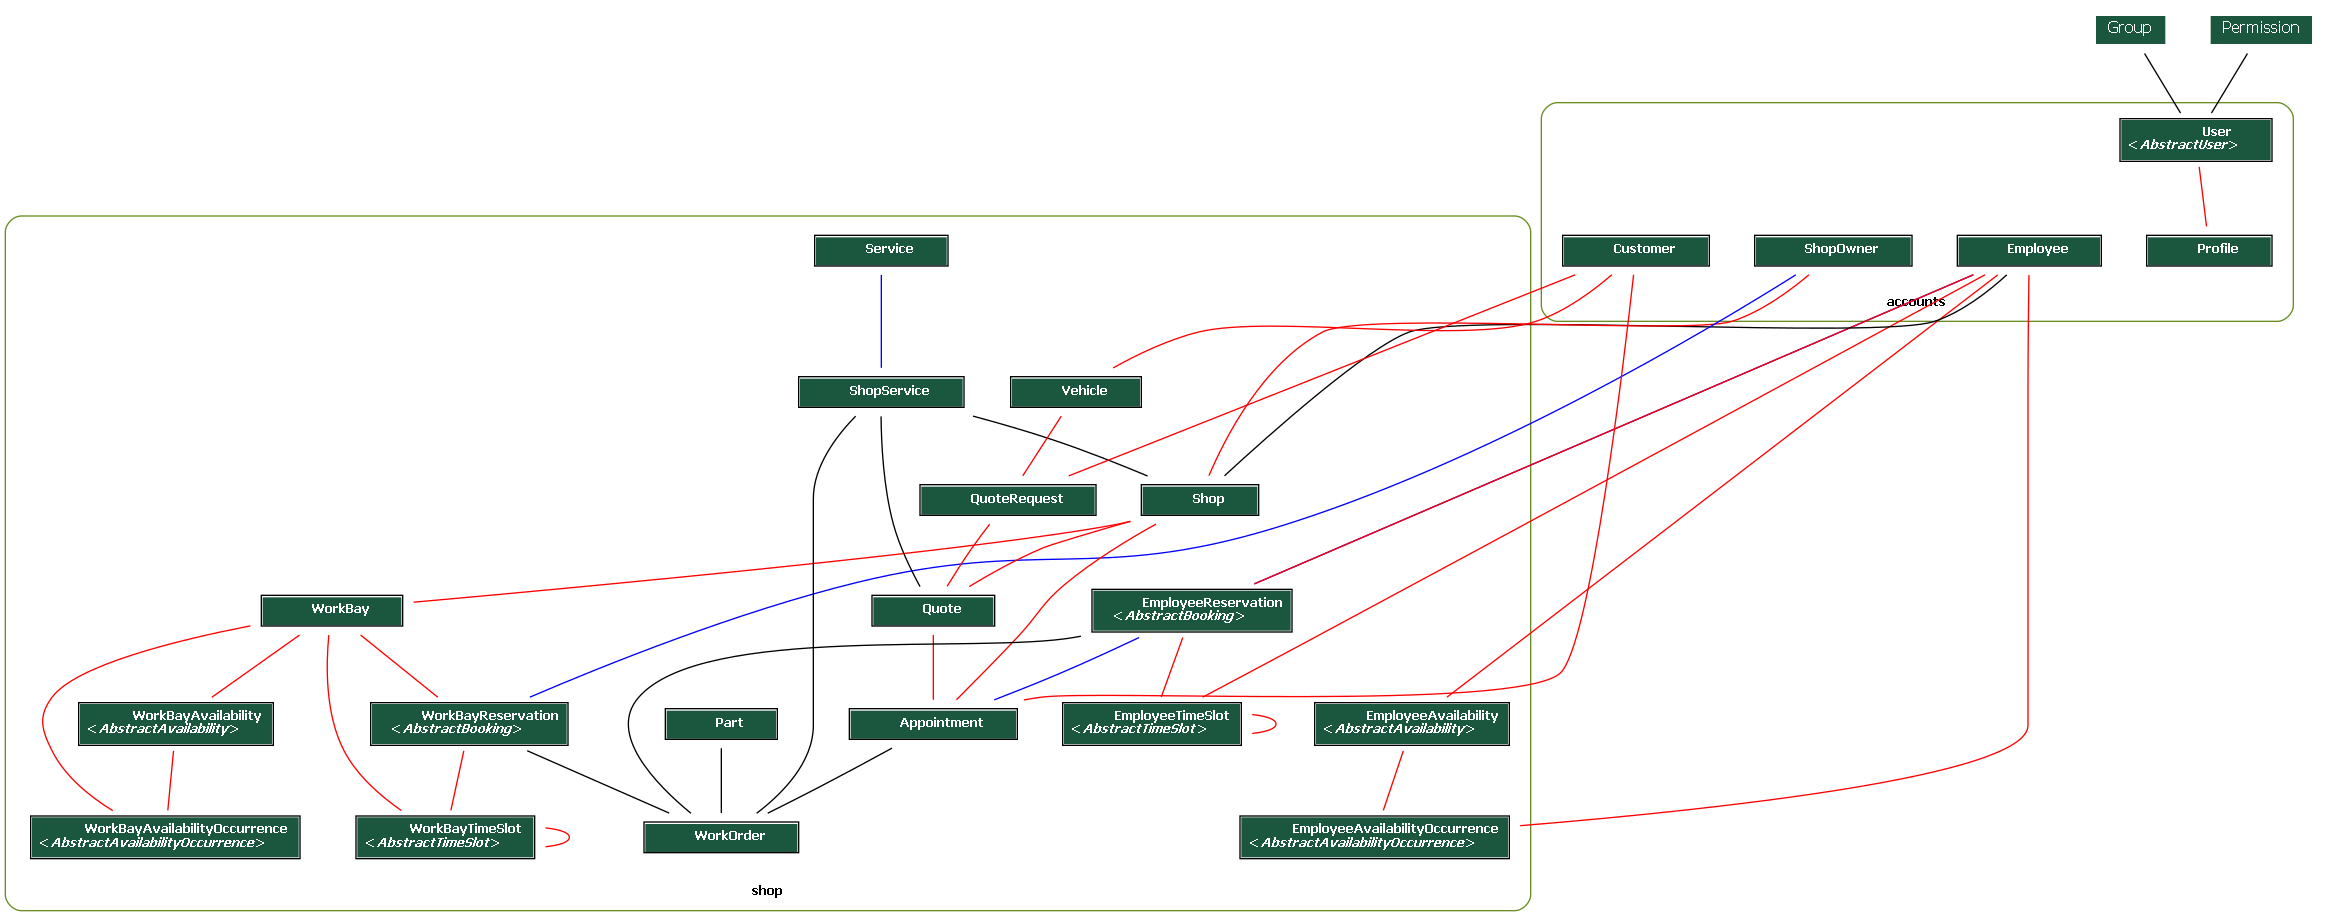 Group
Permission
User
<AbstractUser>
Customer
ShopOwner
Employee
Profile
accounts
Service
ShopService
Vehicle
QuoteRequest
Shop
WorkBay
Quote
EmployeeReservation
<AbstractBooking>
WorkBayAvailability
<AbstractAvailability>
WorkBayReservation
<AbstractBooking>
Part
Appointment
EmployeeTimeSlot
<AbstractTimeSlot>
EmployeeAvailability
<AbstractAvailability>
WorkBayAvailabilityOccurrence
<AbstractAvailabilityOccurrence>
WorkBayTimeSlot
<AbstractTimeSlot>
WorkOrder
EmployeeAvailabilityOccurrence
<AbstractAvailabilityOccurrence>
shop